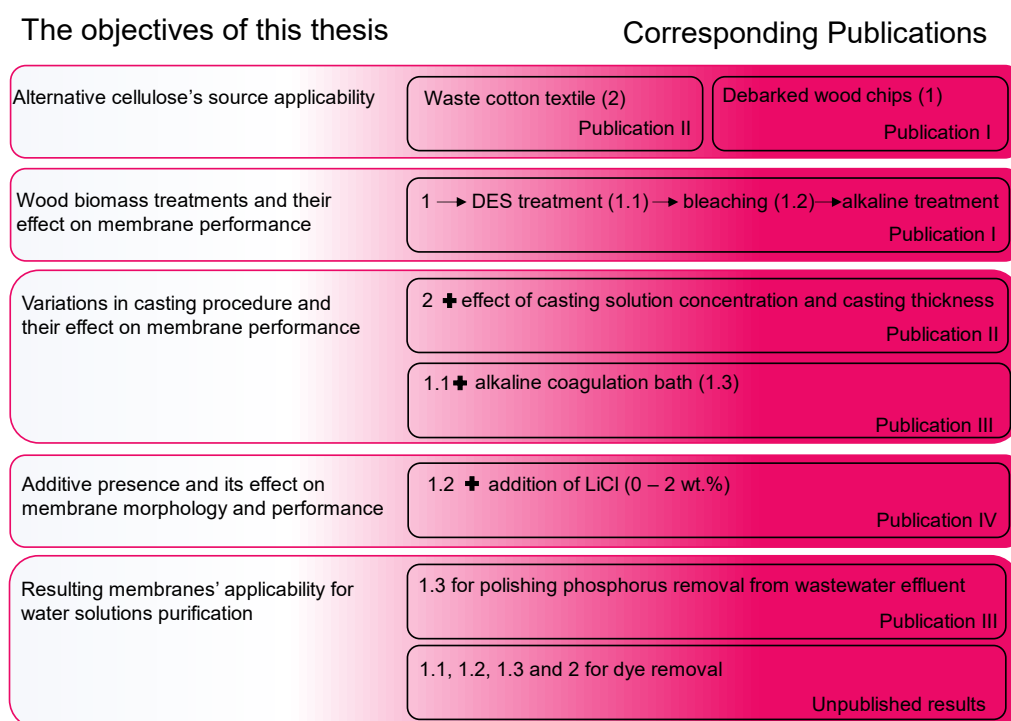 The objectives of this thesis
Corresponding Publications
Alternative cellulose's source applicability
Waste cotton textile (2)
Publication II
Debarked wood chips (1)
Publication I
Wood biomass treatments and their
effect on membrane performance
1 → DES treatment (1.1) → bleaching (1.2) → alkaline treatment
Publication I
Variations in casting procedure and
their effect on membrane performance
2 + effect of casting solution concentration and casting thickness
Publication II
1.1 + alkaline coagulation bath (1.3)
Publication III
Additive presence and its effect on
membrane morphology and performance
1.2 + addition of LiCl (0 – 2 wt.%)
Publication IV
Resulting membranes' applicability for
water solutions purification
1.3 for polishing phosphorus removal from wastewater effluent
Publication III
1.1, 1.2, 1.3 and 2 for dye removal
Unpublished results